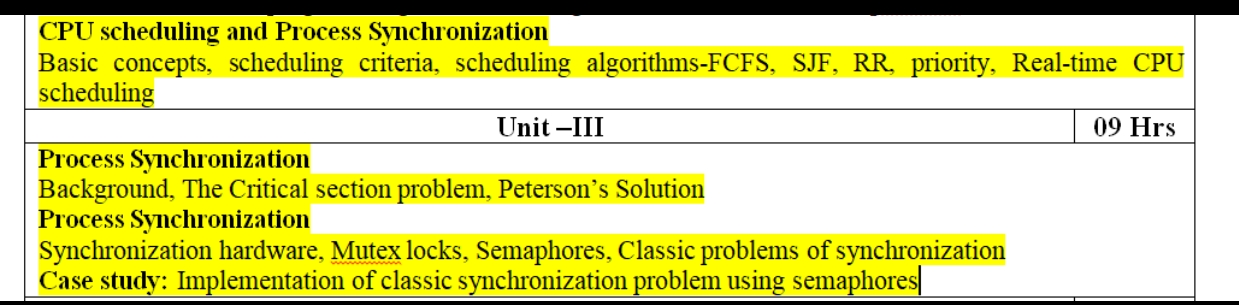 CPU scheduling and Process Synchronization
Basic concepts, scheduling criteria, scheduling algorithms-FCFS, SJF, RR, priority, Real-time CPU
scheduling
Unit –III 09 Hrs
Process Synchronization
Background, The Critical section problem, Peterson’s Solution
Process Synchronization
Synchronization hardware, Mutex locks, Semaphores, Classic problems of synchronization
Case study: Implementation of classic synchronization problem using semaphores